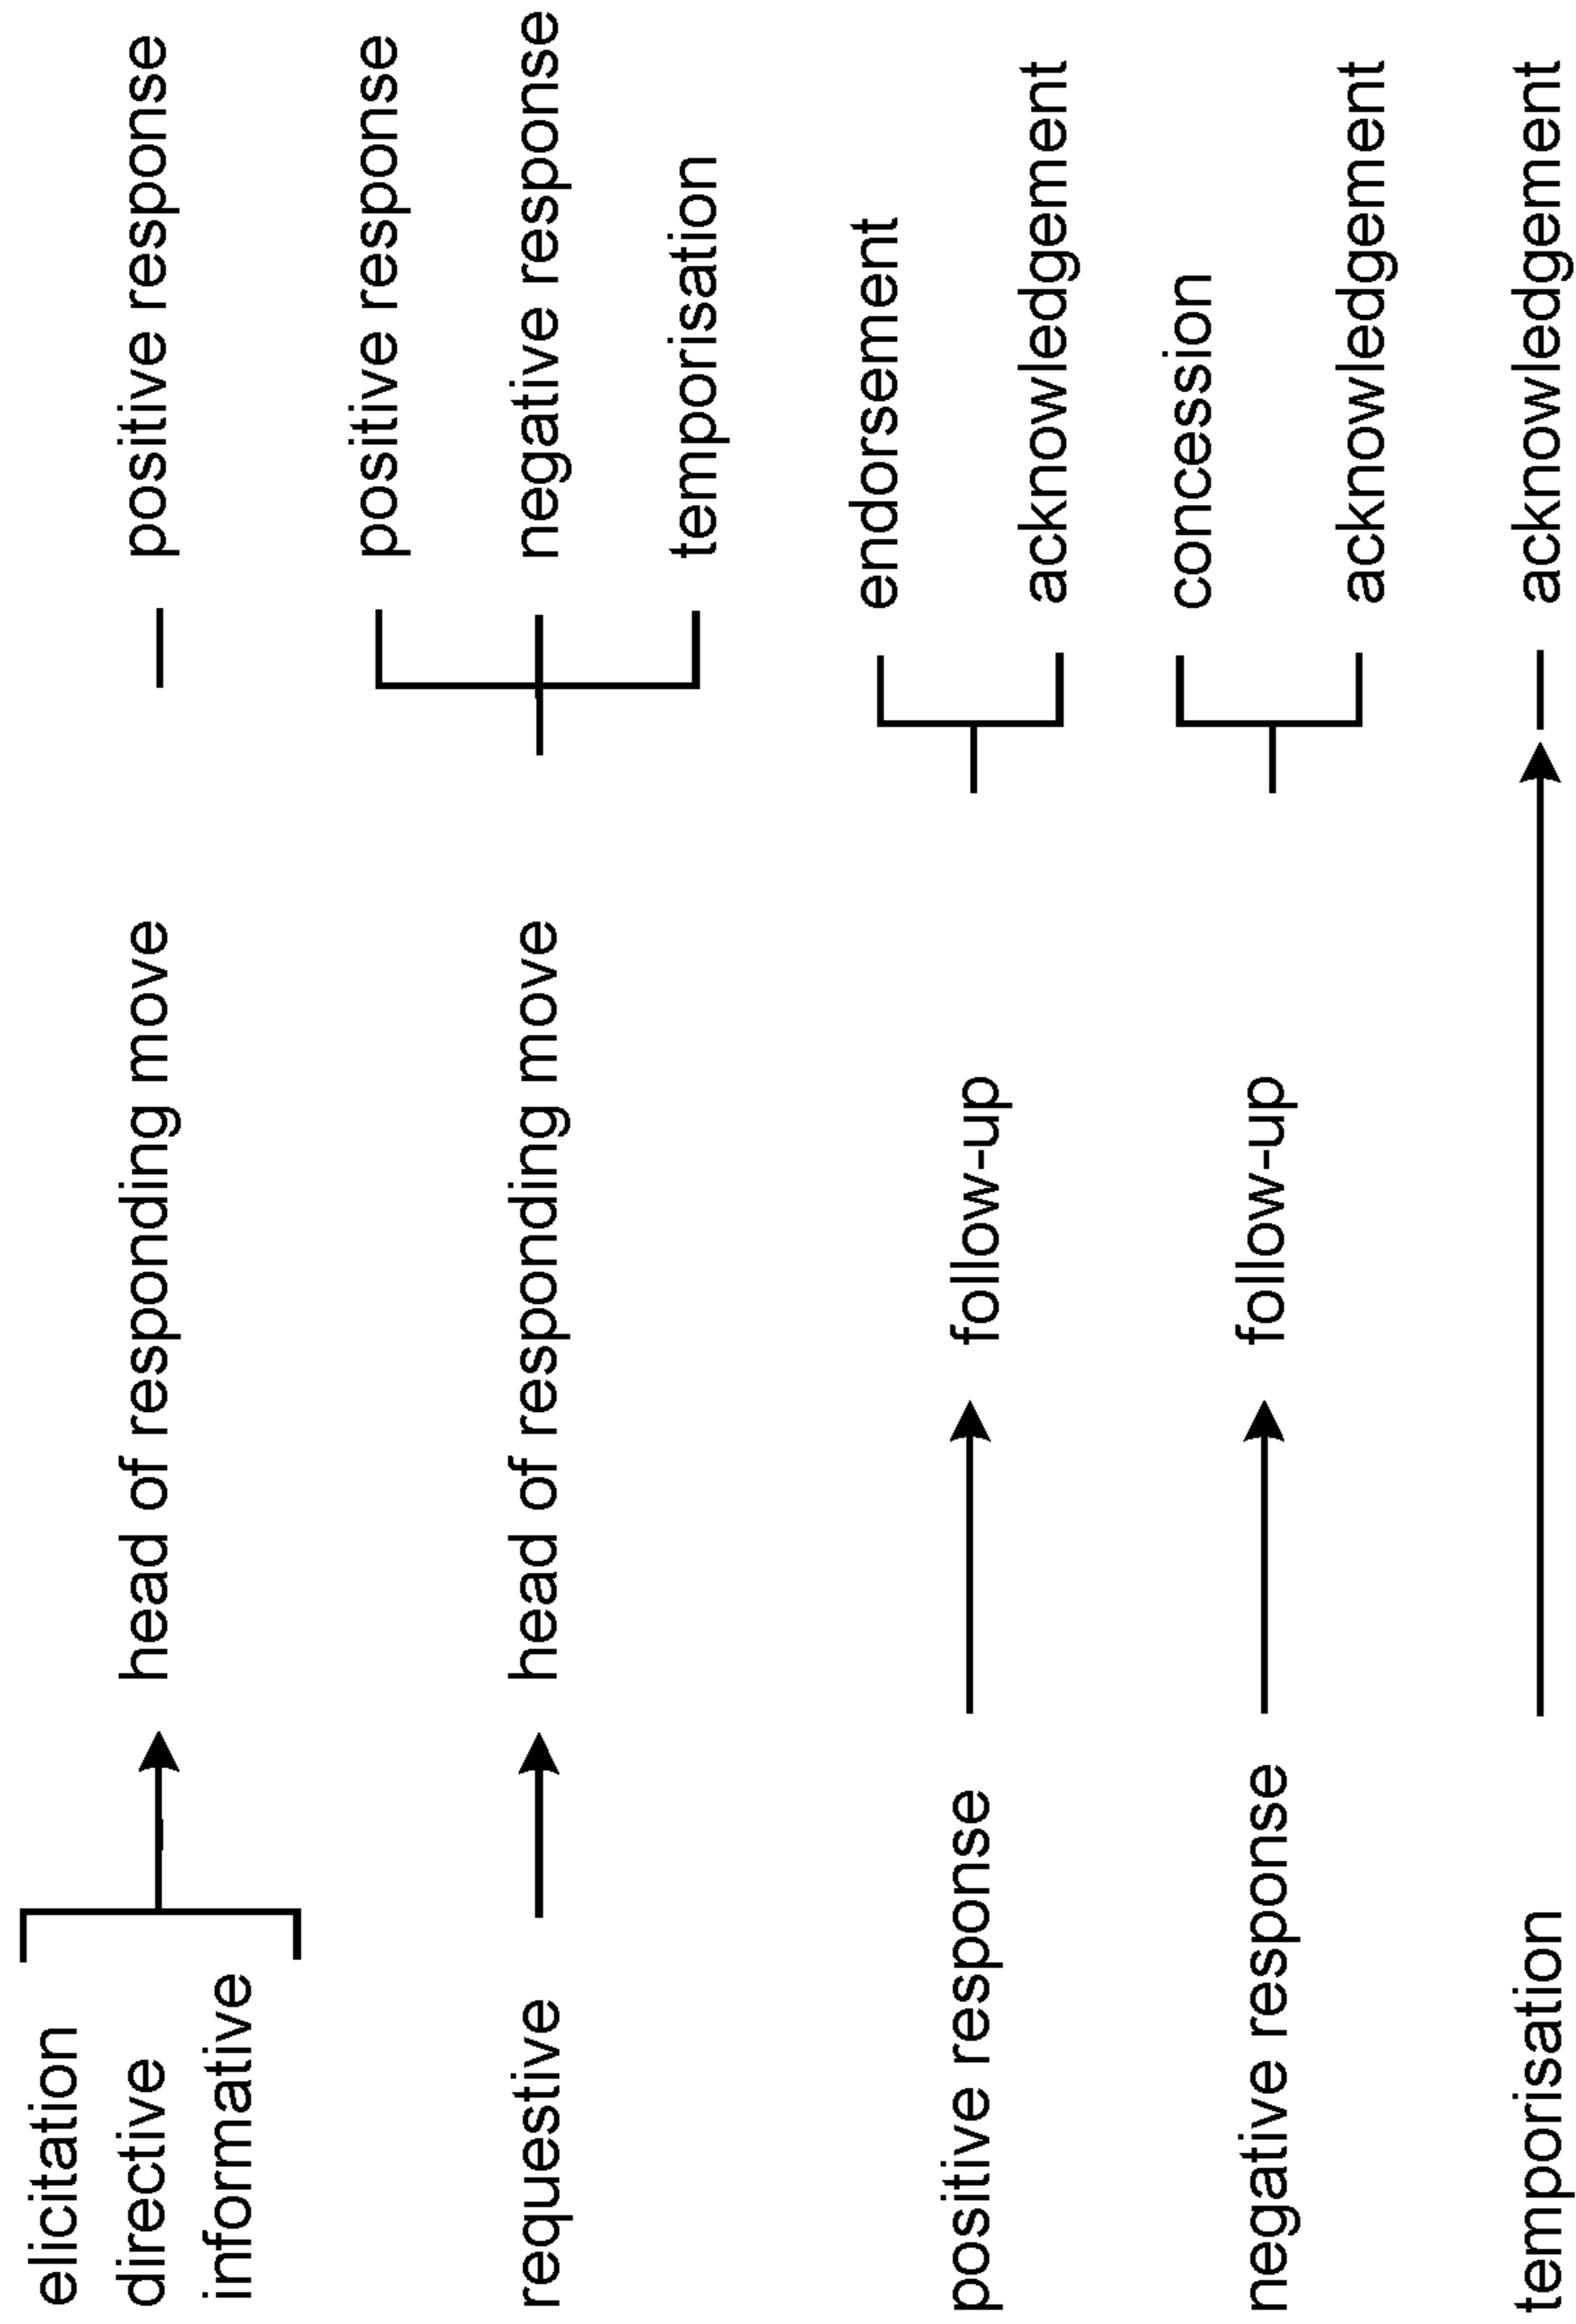 elicitation
directive
informative
head of responding move
positive response
requestive
head of responding move
positive response
negative response
temporisation
positive response
follow-up
endorsement
acknowledgement
negative response
follow-up
concession
acknowledgement
temporisation
acknowledgement